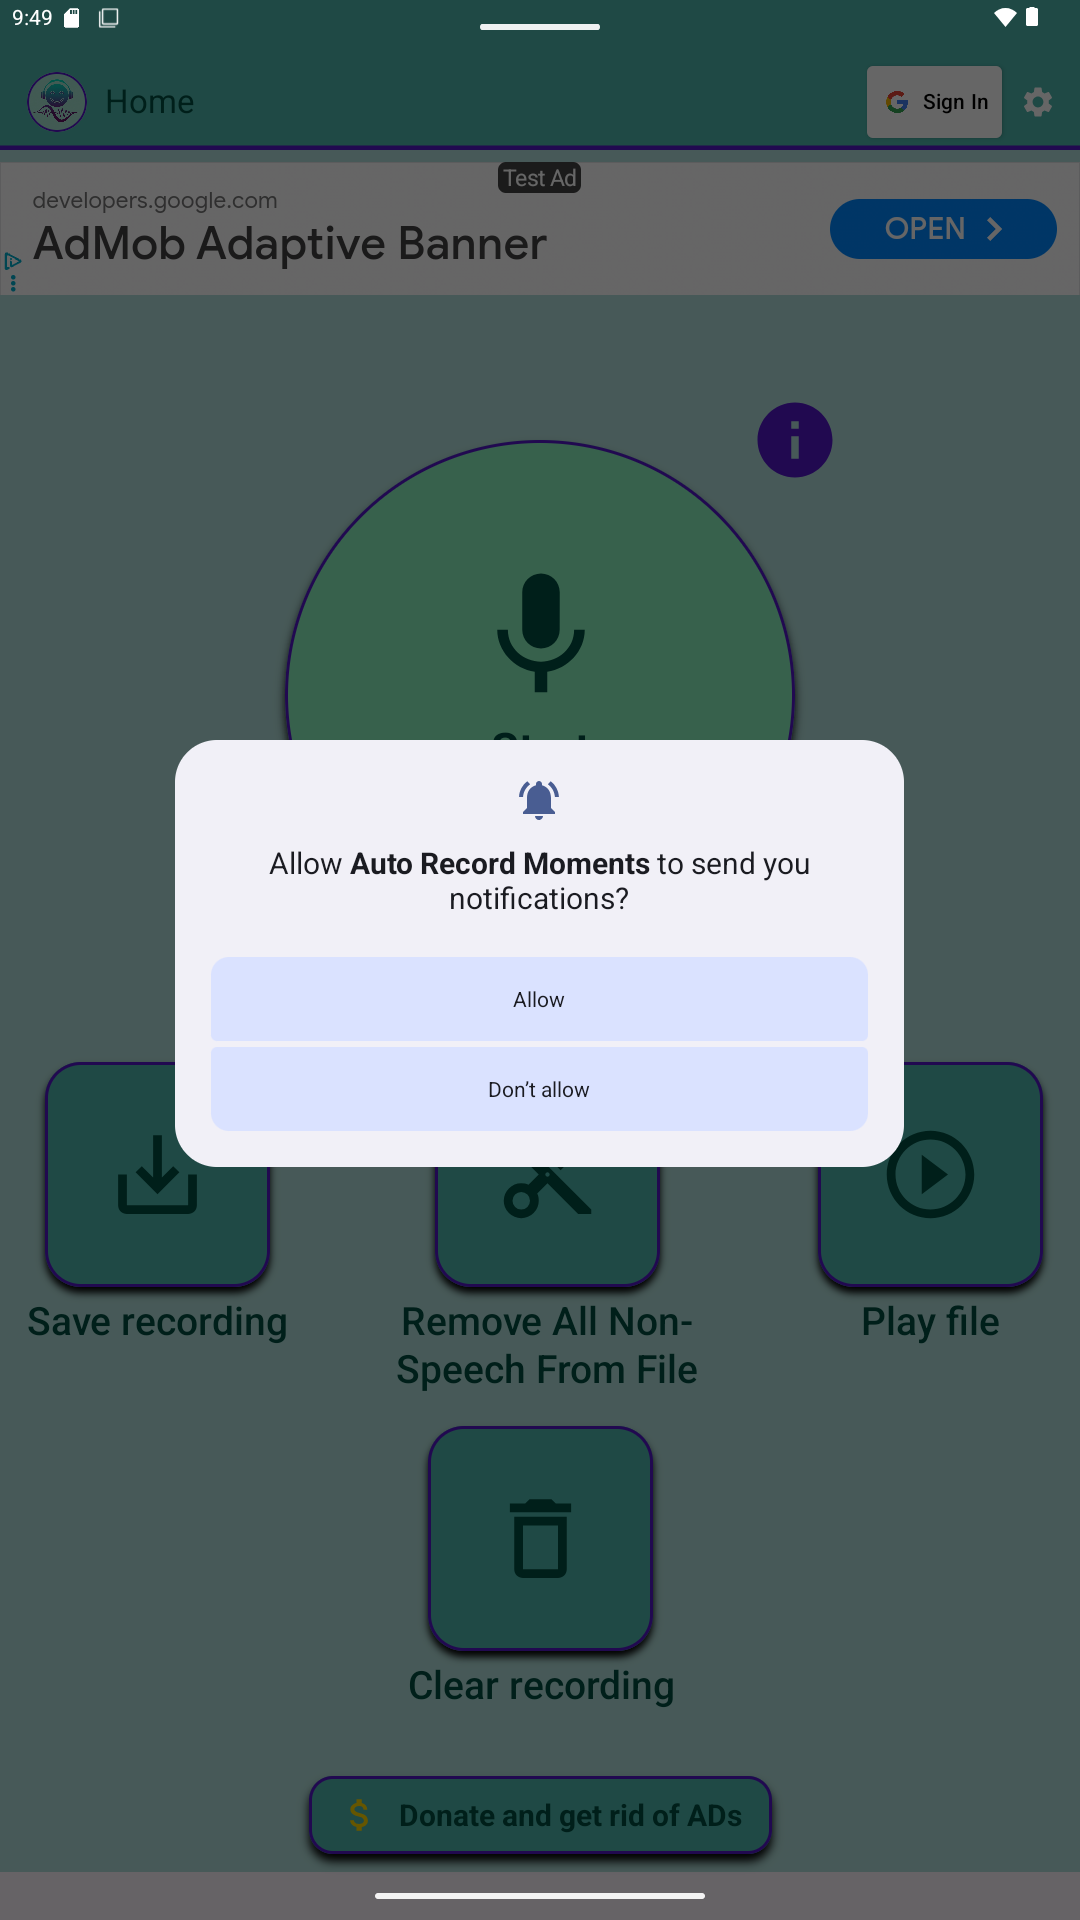 9:49
Home
Sign In
Test Ad
developers.google.com
AdMob Adaptive Banner
OPEN
Allow Auto Record Moments to send you
notifications?
Allow
Don't allow
Save recording
Remove All Non-
Speech From File
Play file
Clear recording
$ Donate and get rid of ADs